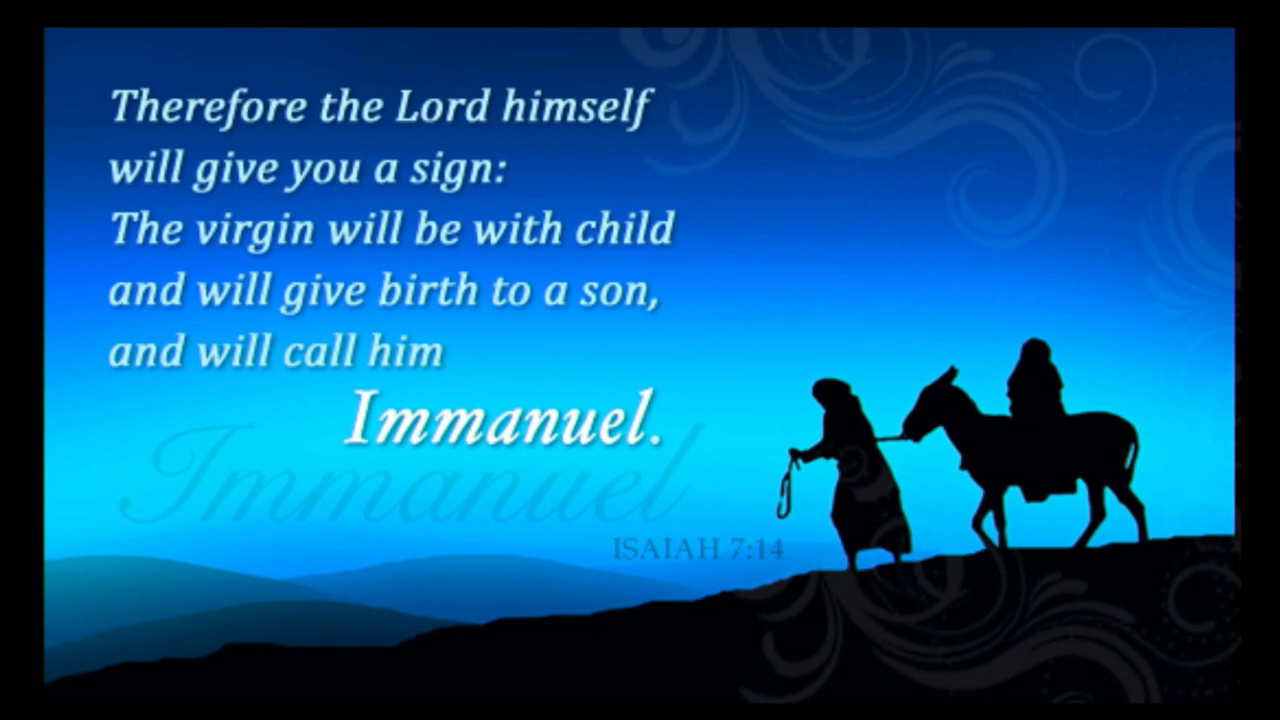 Therefore the Lord himself
will give you a sign:
The virgin will be with child
and will give birth to a son,
and will call him
Immanuel.
Immanuel
ISAIAH 7:14